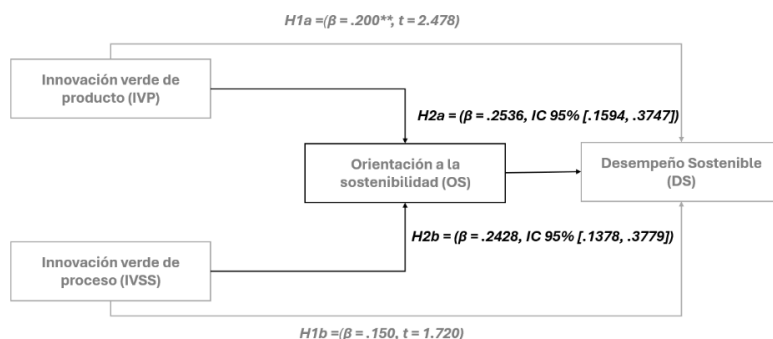 H1a =(β = .200**, t = 2.478)
Innovación verde de
producto (IVP)
H2a = (β = .2536, IC 95% [.1594, .3747])
Orientación a la
sostenibilidad (OS)
Desempeño Sostenible
(DS)
H2b = (β = .2428, IC 95% [.1378, .3779])
Innovación verde de
proceso (IVSS)
H1b =(β = .150, t = 1.720)